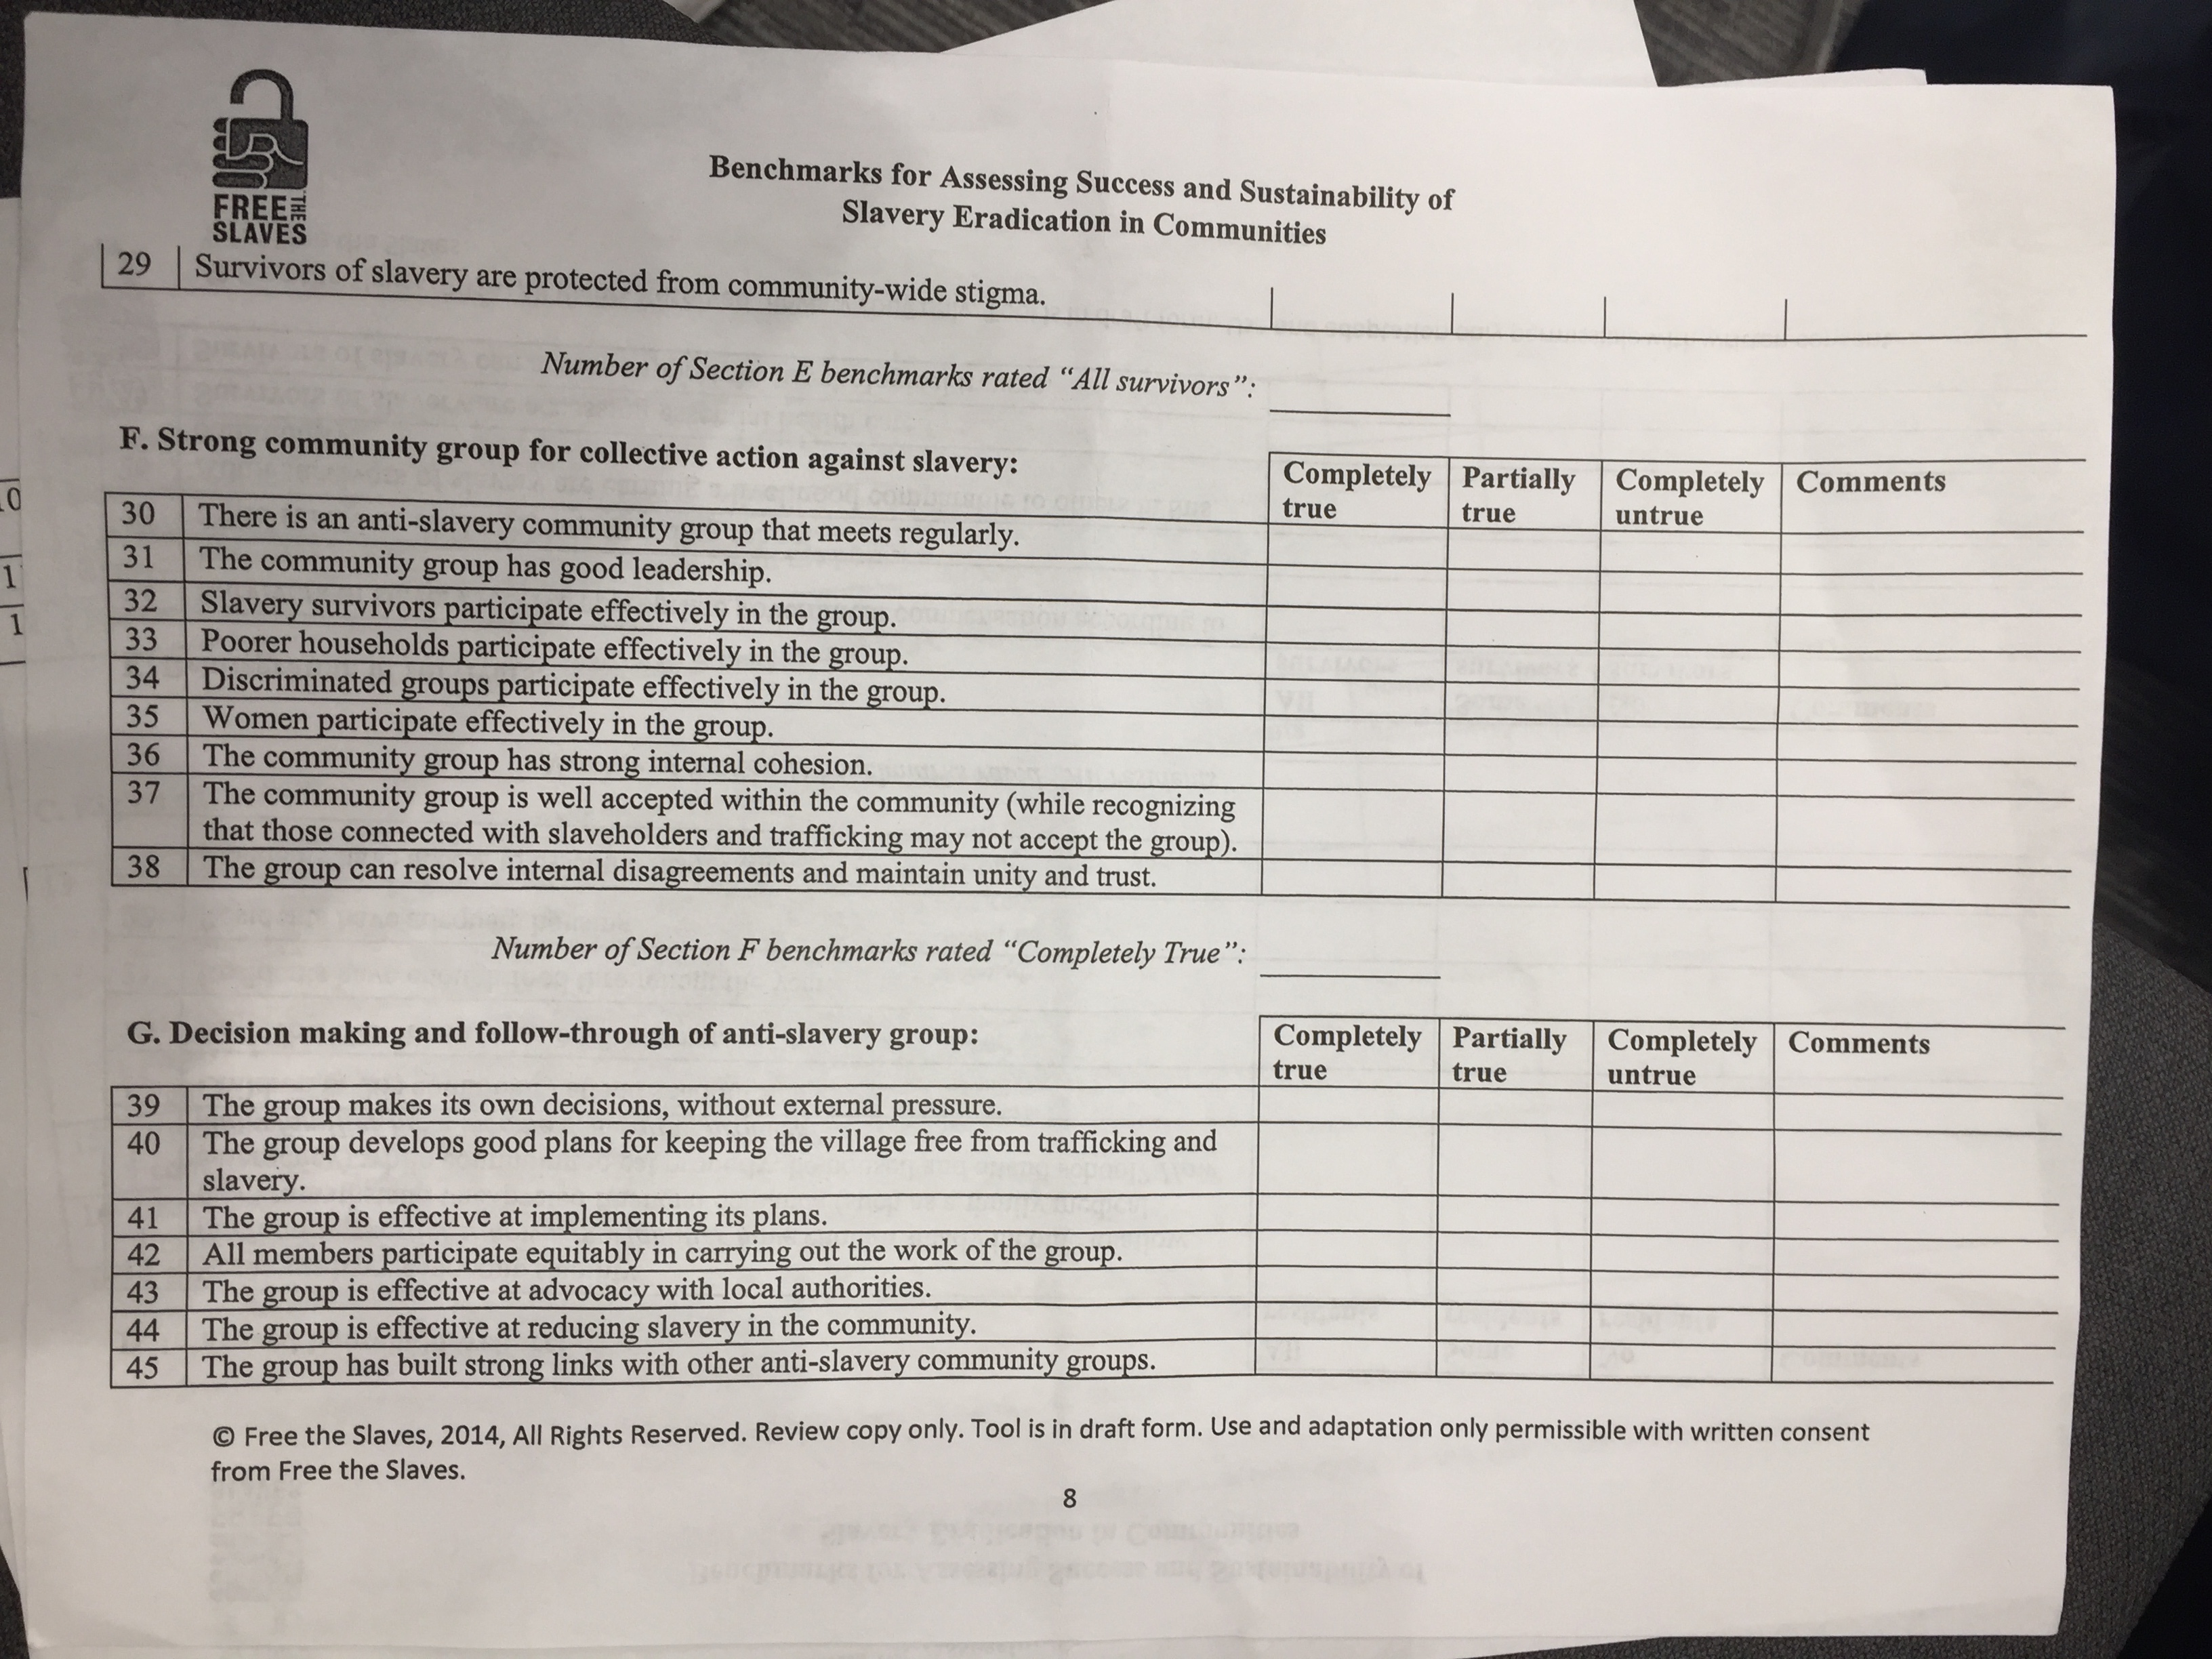 FREE THE
SLAVES
Benchmarks for Assessing Success and Sustainability of
Slavery Eradication in Communities
29 Survivors of slavery are protected from community-wide stigma.
Number of Section E benchmarks rated “All survivors”:
F. Strong community group for collective action against slavery:
Completely true Partially true Completely untrue Comments
30 There is an anti-slavery community group that meets regularly.
31 The community group has good leadership.
32 Slavery survivors participate effectively in the group.
33 Poorer households participate effectively in the group.
34 Discriminated groups participate effectively in the group.
35 Women participate effectively in the group.
36 The community group has strong internal cohesion.
37 The community group is well accepted within the community (while recognizing
that those connected with slaveholders and trafficking may not accept the group).
38 The group can resolve internal disagreements and maintain unity and trust.
Number of Section F benchmarks rated “Completely True”:
G. Decision making and follow-through of anti-slavery group:
Completely true Partially true Completely untrue Comments
39 The group makes its own decisions, without external pressure.
40 The group develops good plans for keeping the village free from trafficking and
slavery.
41 The group is effective at implementing its plans.
42 All members participate equitably in carrying out the work of the group.
43 The group is effective at advocacy with local authorities.
44 The group is effective at reducing slavery in the community.
45 The group has built strong links with other anti-slavery community groups.
© Free the Slaves, 2014, All Rights Reserved. Review copy only. Tool is in draft form. Use and adaptation only permissible with written consent
from Free the Slaves.
8